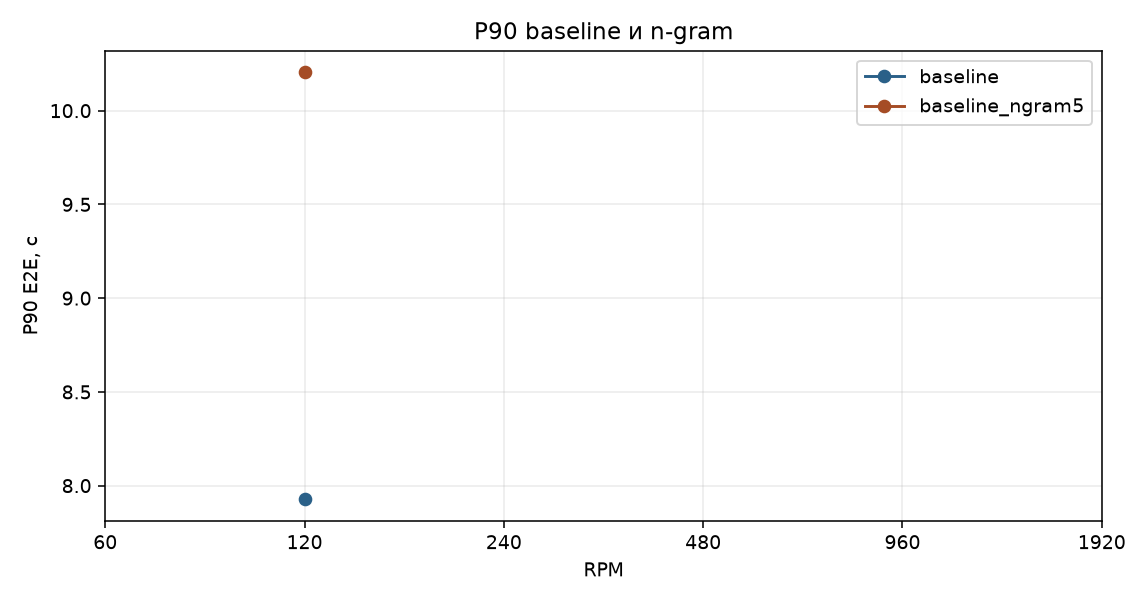 P90 baseline и n-gram
baseline
baseline_ngram5
P90 E2E, с
10.0
9.5
9.0
8.5
8.0
60
120
240
480
960
1920
RPM